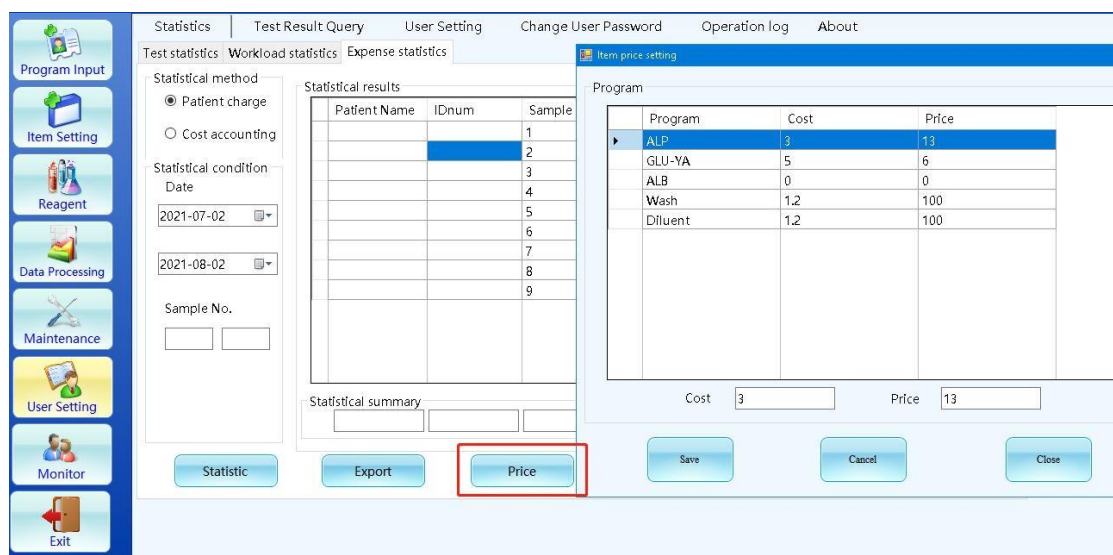 Statistics Test Result Query User Setting Change User Password Operation log About
Test statistics Workload statistics Expense statistics
Program Input
Item Setting
Reagent
Data Processing
Maintenance
User Setting
Monitor
Exit
Statistical method
Patient charge
Cost accounting
Statistical condition
Date
2021-07-02
2021-08-02
Sample No.
Statistical results
Patient Name IDnum Sample
1
2
3
4
5
6
7
8
9
Statistical summary
Statistic Export Price
Item price setting
Program
Program Cost Price
ALP 3 13
GLU-YA 5 6
ALB 0 0
Wash 1.2 100
Diluent 1.2 100
Cost 3 Price 13
Save Cancel Close